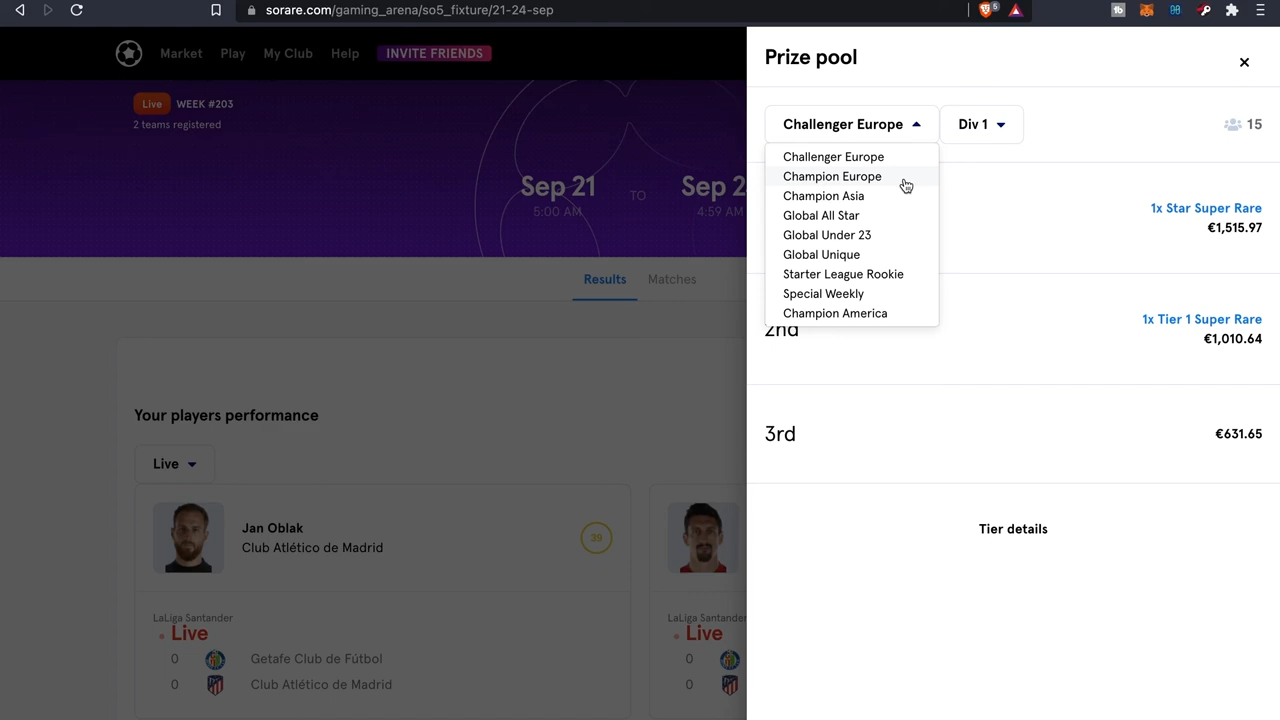 sorare.com/gaming_arena/so5_fixture/21-24-sep
5
Market Play My Club Help INVITE FRIENDS
Live WEEK #203
2 teams registered
Sep 21 TO Sep 2
5:00 AM 4:59 AM
Results Matches
Your players performance
Live
Jan Oblak
Club Atlético de Madrid
39
LaLiga Santander
Live
0 Getafe Club de Fútbol
0 Club Atlético de Madrid
LaLiga Santander
Live
0
0
Prize pool
Challenger Europe Div 1 15
Challenger Europe
Champion Europe
Champion Asia
Global All Star
Global Under 23
Global Unique
Starter League Rookie
Special Weekly
Champion America
1x Star Super Rare
€1,515.97
2nd
1x Tier 1 Super Rare
€1,010.64
3rd €631.65
Tier details